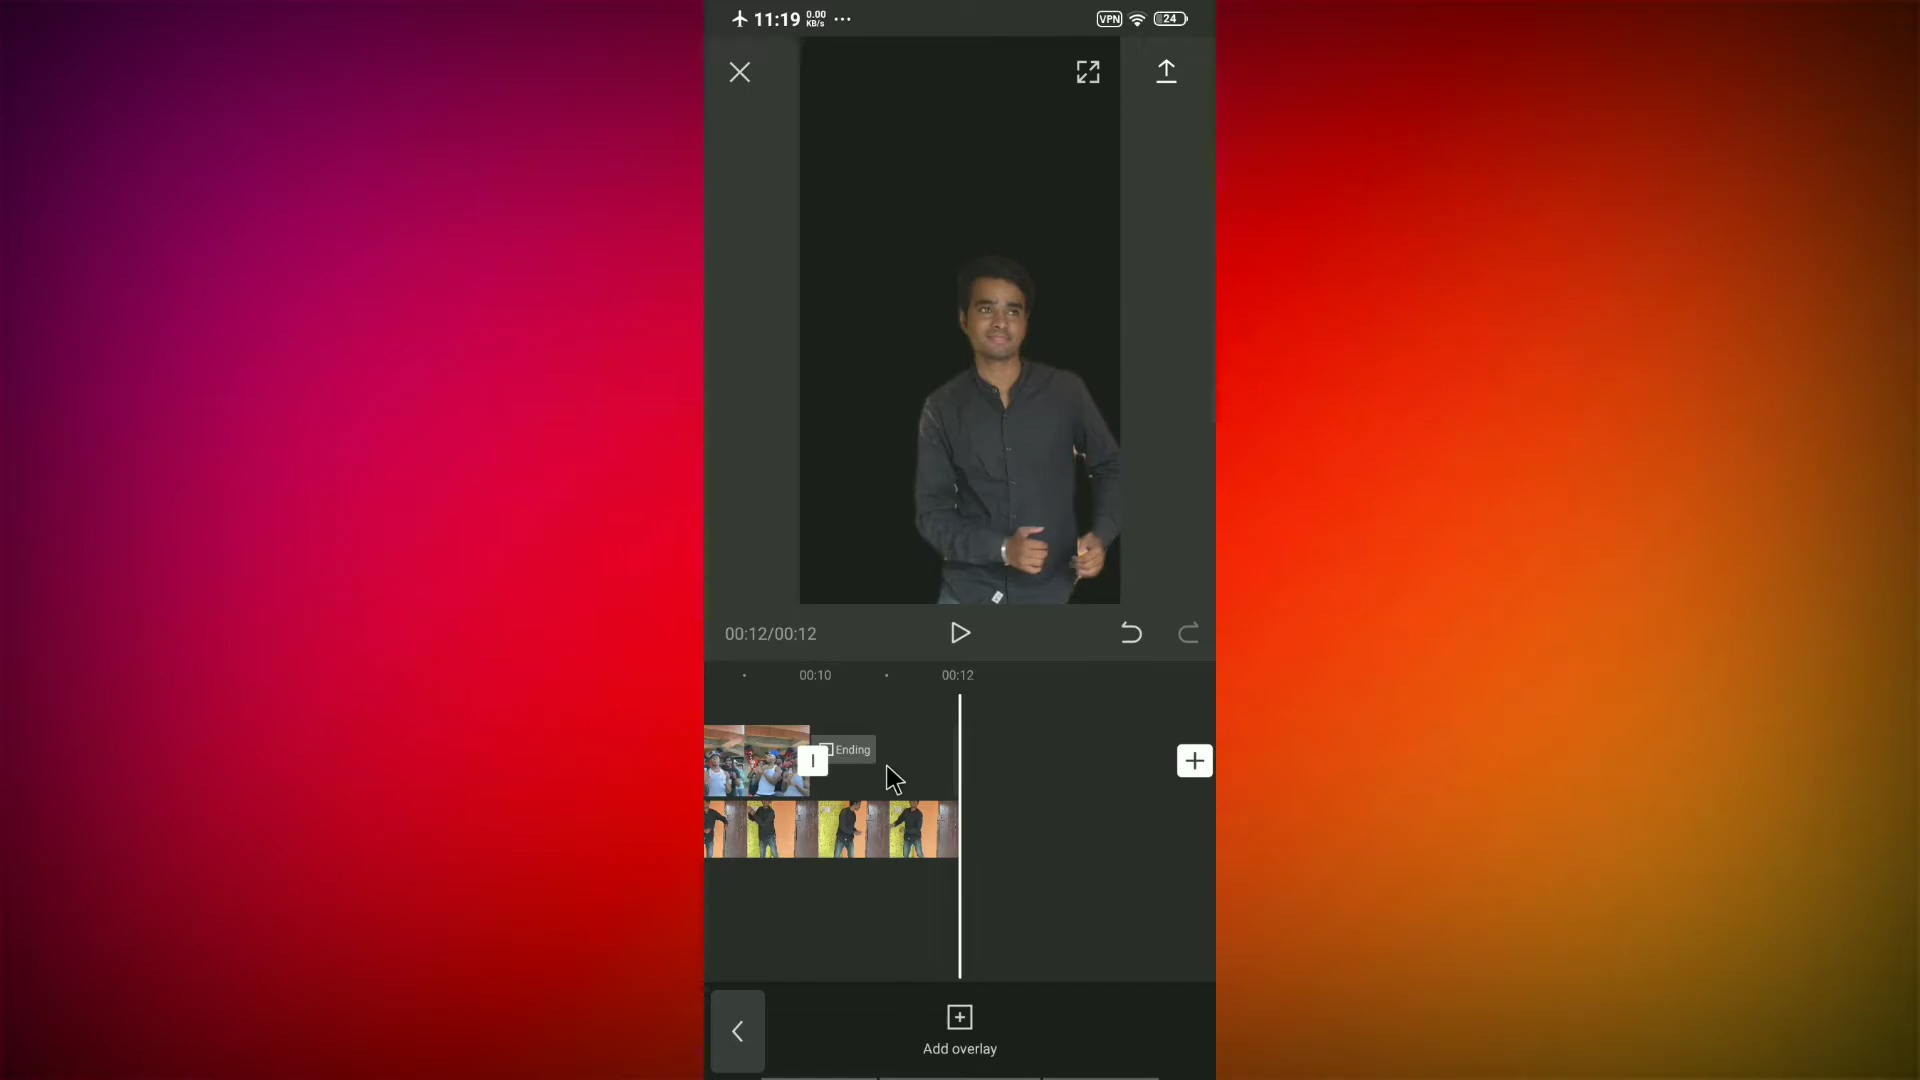 11:19 0.00 KB/s ...
VPN 24
00:12/00:12
00:10 00:12
Ending
Add overlay